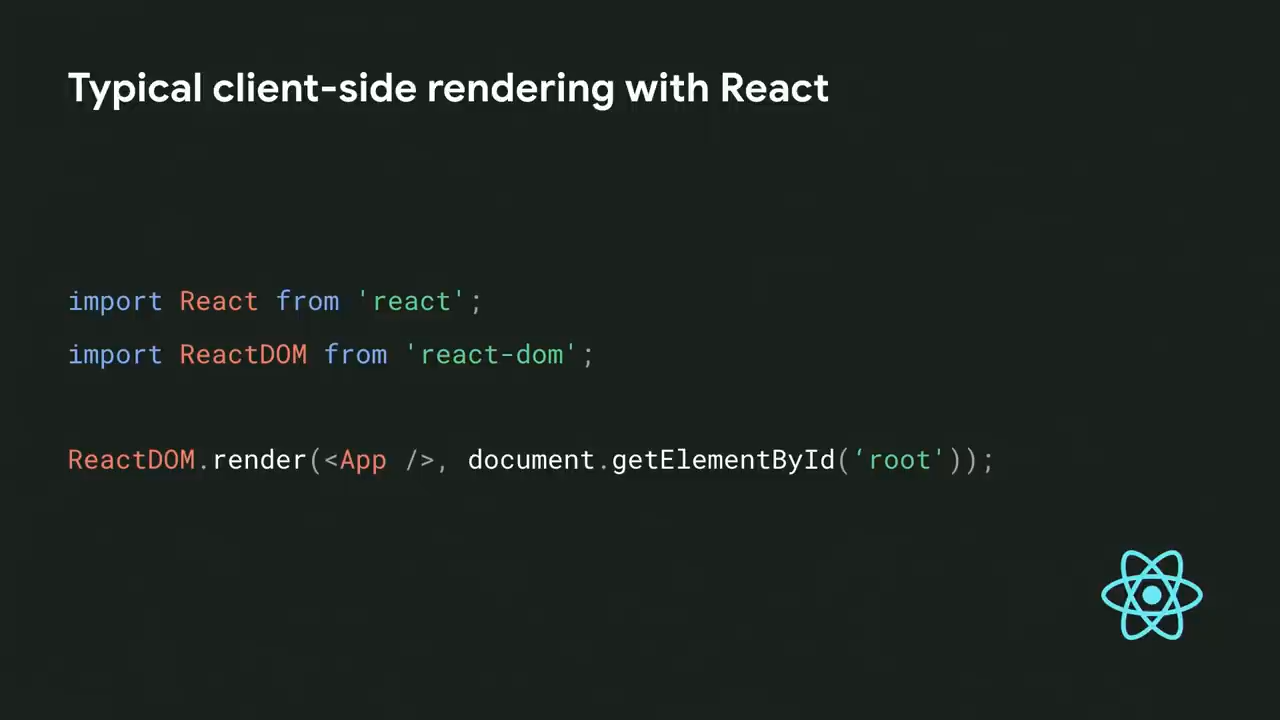 Typical client-side rendering with React
import React from 'react';
import ReactDOM from 'react-dom';
ReactDOM.render(<App />, document.getElementById(‘root'));